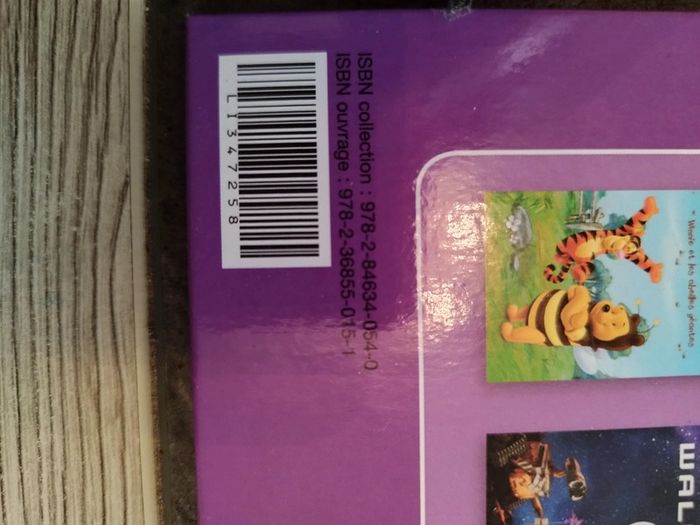 ISBN collection : 978-2-84634-054-0
ISBN ouvrage : 978-2-36855-015-1
LI347258
Winnie et les abeilles géantes
WAL